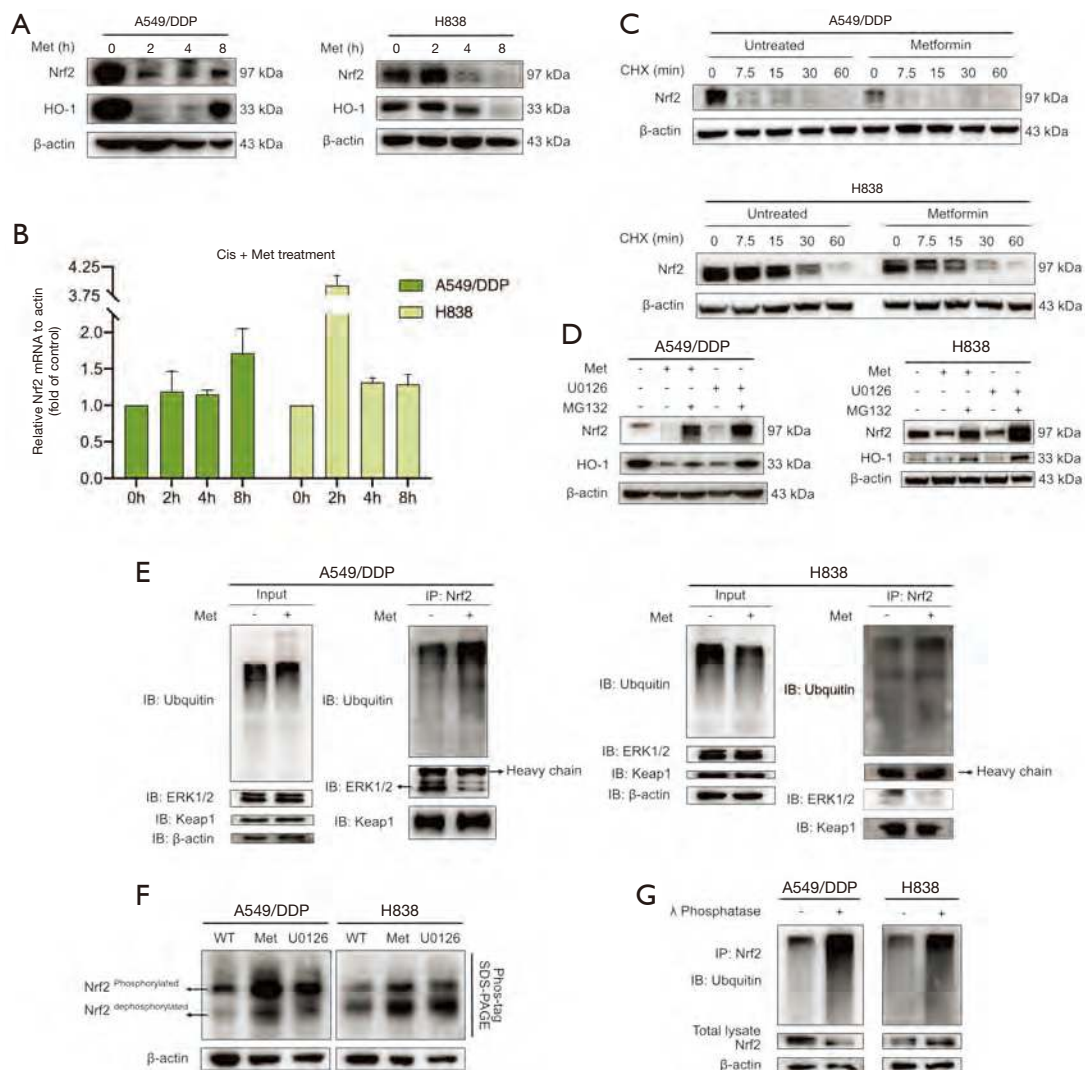 A
A549/DDP
Met (h) 0 2 4 8
Nrf2 97 kDa
HO-1 33 kDa
β-actin 43 kDa
H838
Met (h) 0 2 4 8
Nrf2 97 kDa
HO-1 33 kDa
β-actin 43 kDa
B
Cis + Met treatment
Relative Nrf2 mRNA to actin
(fold of control)
4.25
3.75
2.0
1.5
1.0
0.5
0.0
0h 2h 4h 8h 0h 2h 4h 8h
A549/DDP
H838
C
A549/DDP
Untreated Metformin
CHX (min) 0 7.5 15 30 60 0 7.5 15 30 60
Nrf2 97 kDa
β-actin 43 kDa
H838
Untreated Metformin
CHX (min) 0 7.5 15 30 60 0 7.5 15 30 60
Nrf2 97 kDa
β-actin 43 kDa
D
A549/DDP
Met - + + - -
U0126 - - - + +
MG132 - - + - +
Nrf2 97 kDa
HO-1 33 kDa
β-actin 43 kDa
H838
Met - + + - -
U0126 - - - + +
MG132 - - + - +
Nrf2 97 kDa
HO-1 33 kDa
β-actin 43 kDa
E
A549/DDP
Input IP: Nrf2
Met - + Met - +
IB: Ubquitin IB: Ubquitin
Heavy chain
IB: ERK1/2 IB: ERK1/2
IB: Keap1 IB: Keap1
IB: β-actin
H838
Input IP: Nrf2
Met - + Met - +
IB: Ubquitin IB: Ubquitin
IB: ERK1/2 Heavy chain
IB: Keap1 IB: ERK1/2
IB: β-actin IB: Keap1
F
A549/DDP H838
WT Met U0126 WT Met U0126
Nrf2 Phosphorylated
Nrf2 dephosphorylated
β-actin
Phos-tag
SDS-PAGE
G
A549/DDP H838
λ Phosphatase - + - +
IP: Nrf2
IB: Ubquitin
Total lysate
Nrf2
β-actin